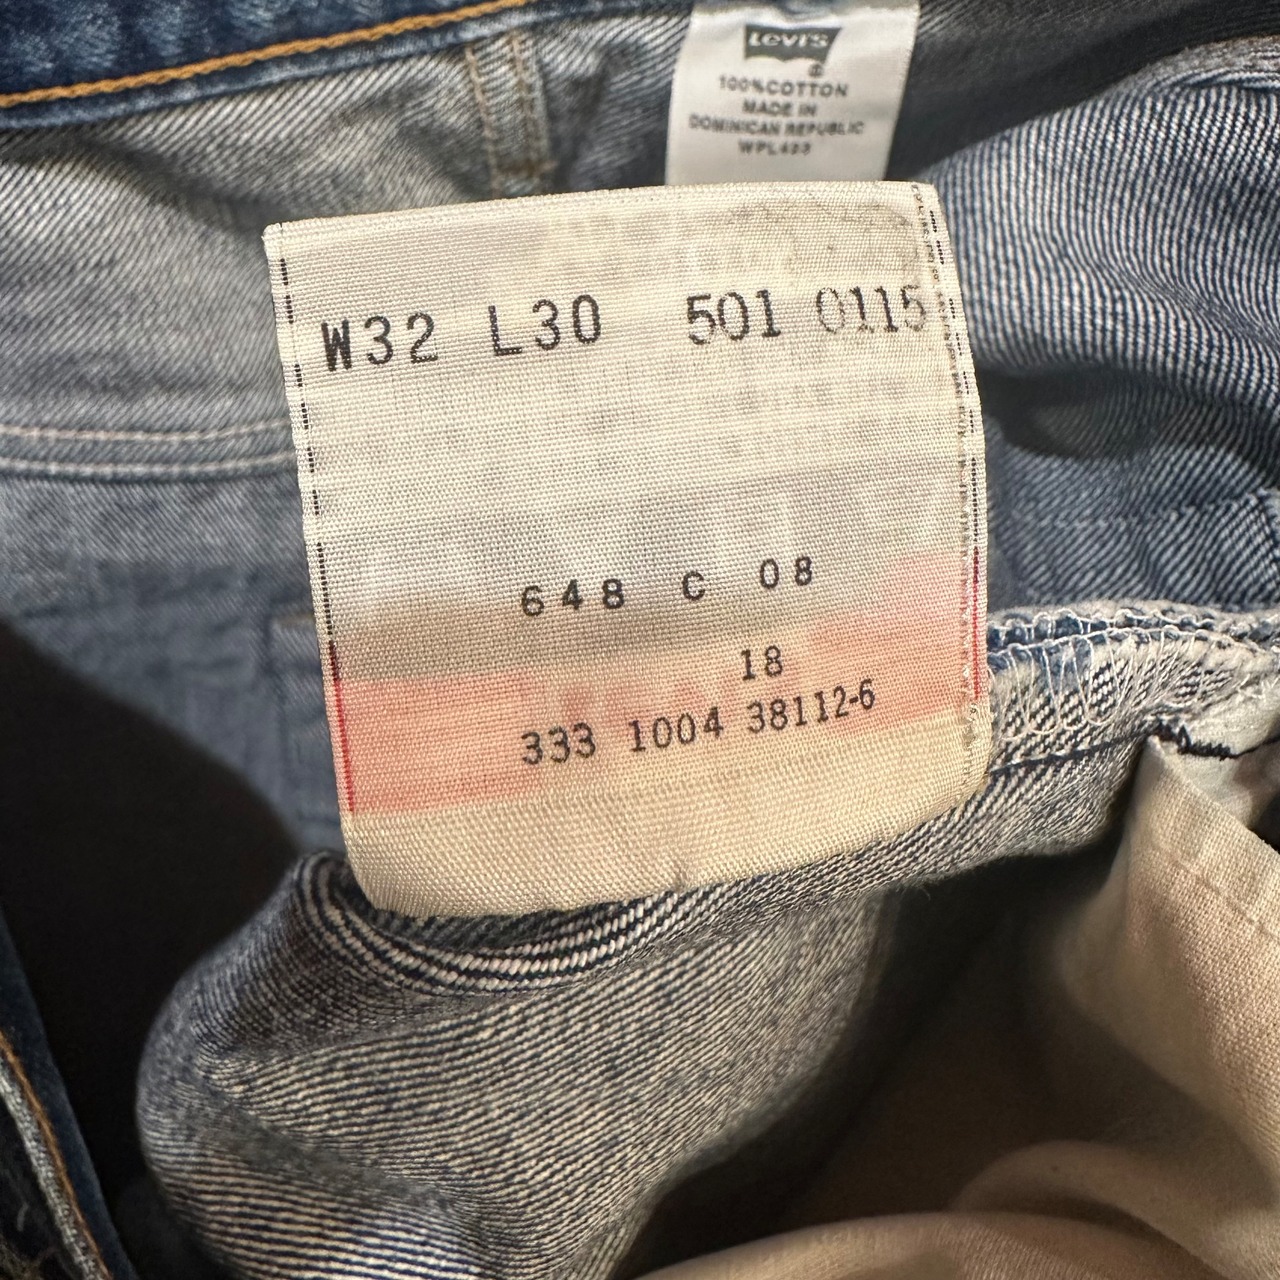 Levi's
®
100%COTTON
MADE IN
DOMINICAN REPUBLIC
WPL423
W32 L30 501 0115
648 C 08
18
333 1004 38112-6